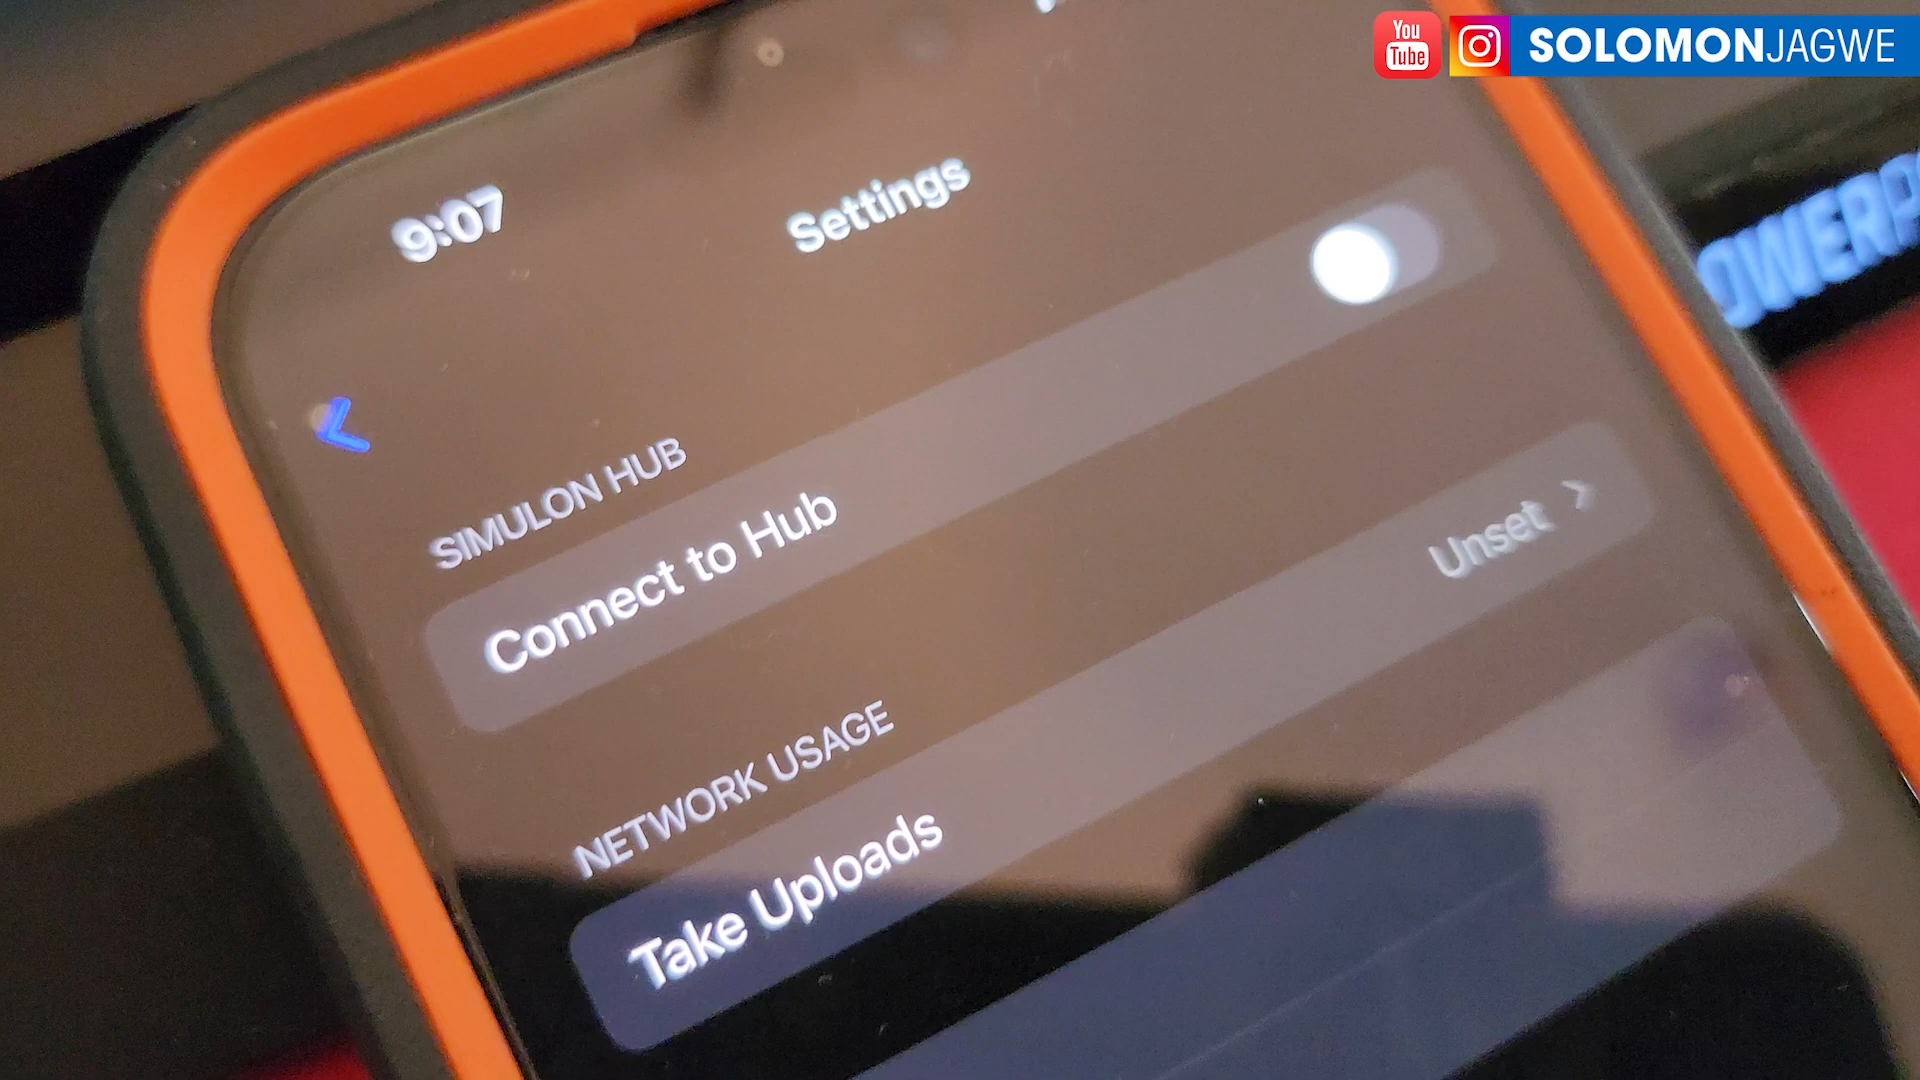 You
Tube
SOLOMONJAGWE
9:07
Settings
SIMULON HUB
Connect to Hub
NETWORK USAGE
Take Uploads
Unset